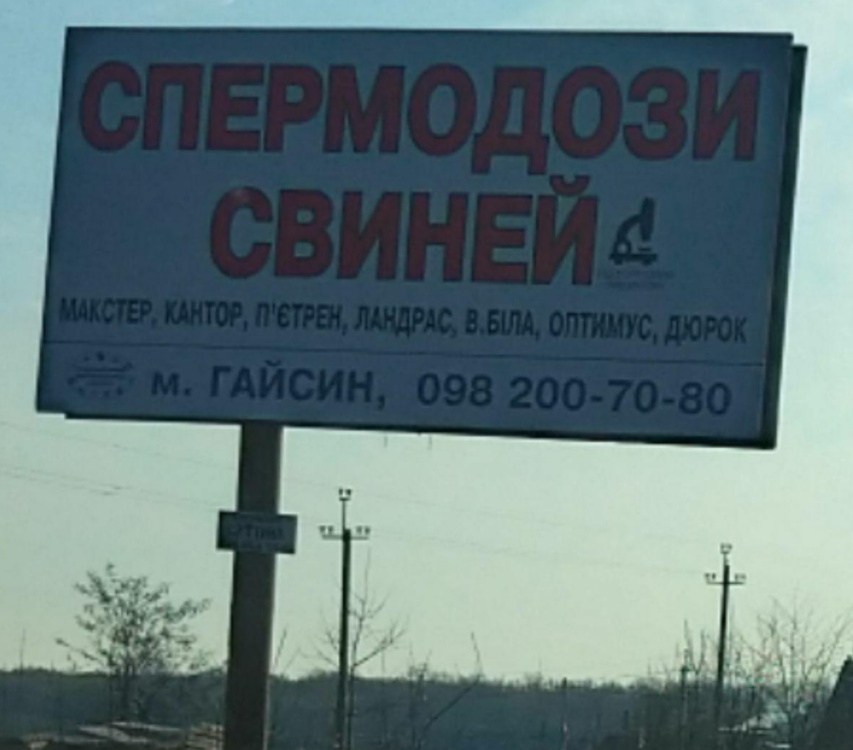 СПЕРМОДОЗИ
СВИНЕЙ
МАКСТЕР, КАНТОР, П'ЄТРЕН, ЛАНДРАС, В.БІЛА, ОПТИМУС, ДЮРОК
м. ГАЙСИН, 098 200-70-80